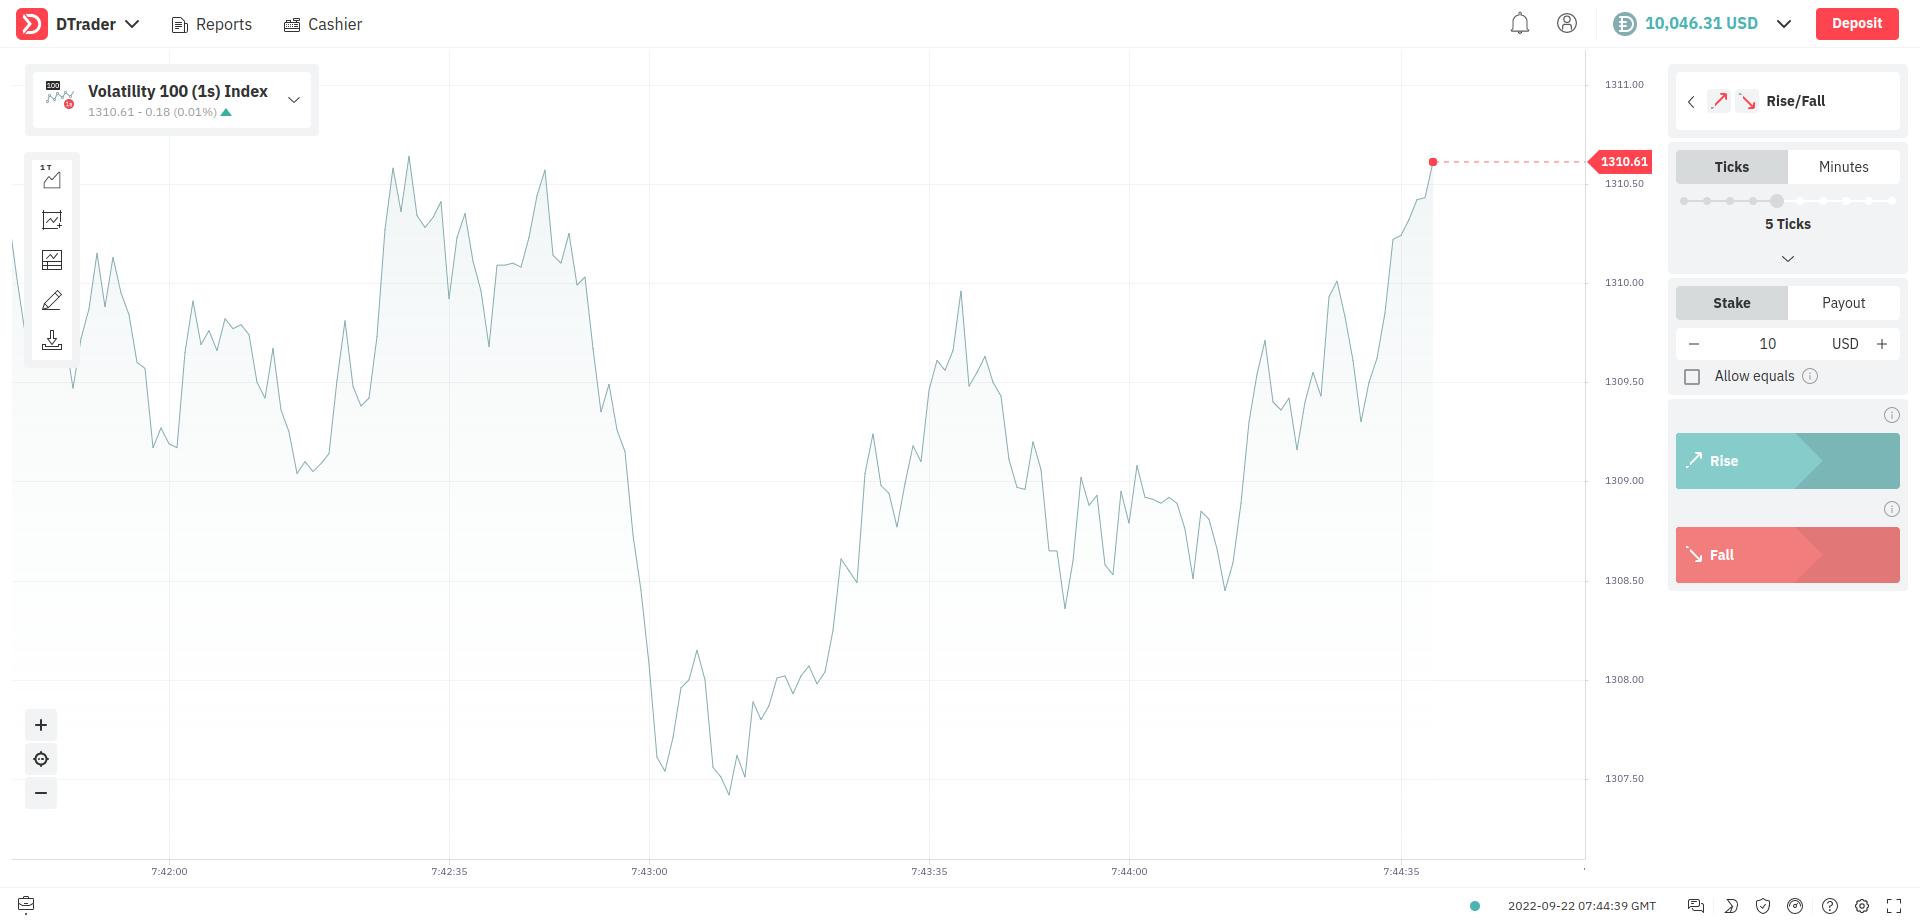 DTrader Reports Cashier 10,046.31 USD Deposit
100
1s
Volatility 100 (1s) Index
1310.61 - 0.18 (0.01%)
1 T
1311.00
1310.61
1310.50
1310.00
1309.50
1309.00
1308.50
1308.00
1307.50
7:42:00 7:42:35 7:43:00 7:43:35 7:44:00 7:44:35
Rise/Fall
Ticks Minutes
5 Ticks
Stake Payout
10 USD
Allow equals
Rise
Fall
2022-09-22 07:44:39 GMT